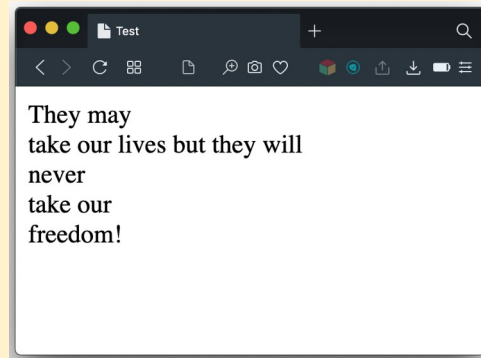 Test
They may
take our lives but they will
never
take our
freedom!